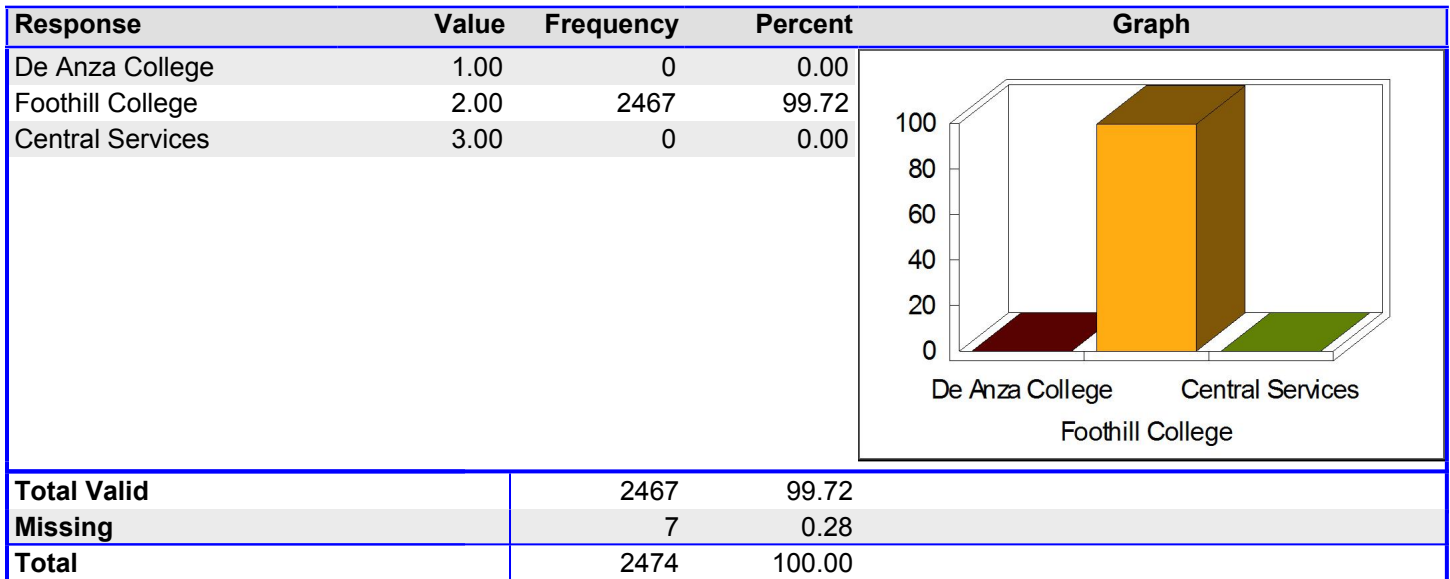 Response Value Frequency Percent Graph
De Anza College 1.00 0 0.00
Foothill College 2.00 2467 99.72
Central Services 3.00 0 0.00
100
80
60
40
20
0
De Anza College Central Services
Foothill College
Total Valid 2467 99.72
Missing 7 0.28
Total 2474 100.00